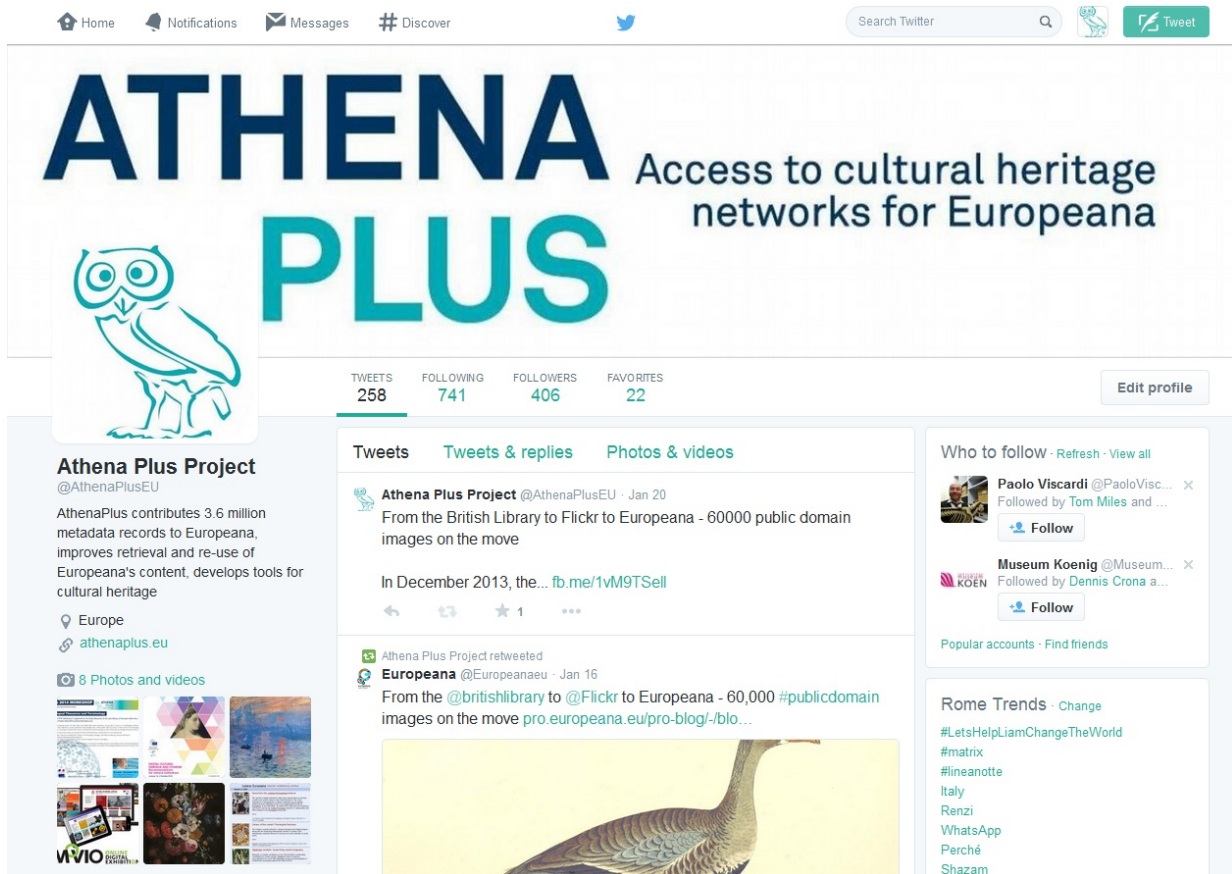 Home Notifications Messages Discover Search Twitter Tweet
ATHENA
PLUS
Access to cultural heritage
networks for Europeana
TWEETS FOLLOWING FOLLOWERS FAVORITES
258 741 406 22
Edit profile
Athena Plus Project
@AthenaPlusEU
AthenaPlus contributes 3.6 million
metadata records to Europeana,
improves retrieval and re-use of
Europeana's content, develops tools for
cultural heritage
Europe
athenaplus.eu
8 Photos and videos
ONLINE
DIGITAL
Tweets Tweets & replies Photos & videos
Athena Plus Project @AthenaPlusEU · Jan 20
From the British Library to Flickr to Europeana - 60000 public domain
images on the move
In December 2013, the... fb.me/1vM9TSell
1
Athena Plus Project retweeted
Europeana @Europeanaeu · Jan 16
From the @britishlibrary to @Flickr to Europeana - 60,000 #publicdomain
images on the move pro.europeana.eu/pro-blog/-/blo...
Who to follow · Refresh · View all
Paolo Viscardi @PaoloVisc...
Followed by Tom Miles and ...
Follow
Museum Koenig @Museum...
Followed by Dennis Crona a...
KOEN
Follow
Popular accounts · Find friends
Rome Trends · Change
#LetsHelpLiamChangeTheWorld
#matrix
#lineanotte
Italy
Renzi
WhatsApp
Perché
Shazam